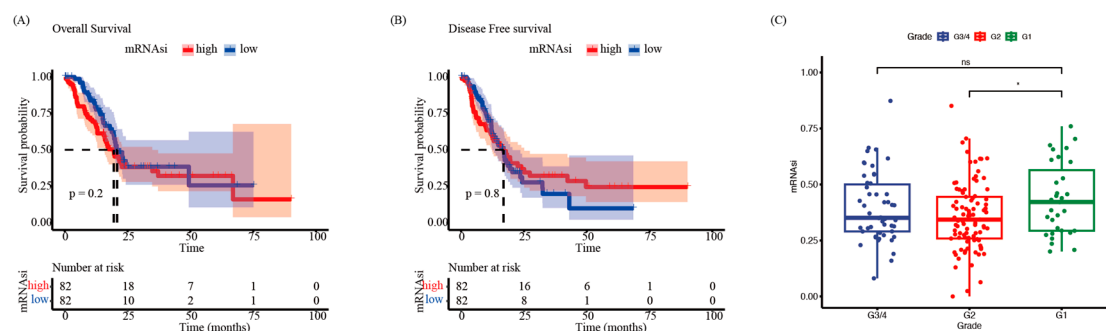 (A)
Overall Survival
mRNAsi high low
Survival probability
1.00
0.75
0.50
0.25
0.00
p = 0.2
0 25 50 75 100
Time
Number at risk
mRNAsi
high 82 18 7 1 0
low 82 10 2 1 0
0 25 50 75 100
Time (months)
(B)
Disease Free survival
mRNAsi high low
Survival probability
1.00
0.75
0.50
0.25
0.00
p = 0.8
0 25 50 75 100
Time
Number at risk
mRNAsi
high 82 16 6 1 0
low 82 8 1 0 0
0 25 50 75 100
Time (months)
(C)
Grade G3/4 G2 G1
ns
*
mRNAsi
1.00
0.75
0.50
0.25
0.00
G3/4 G2 G1
Grade